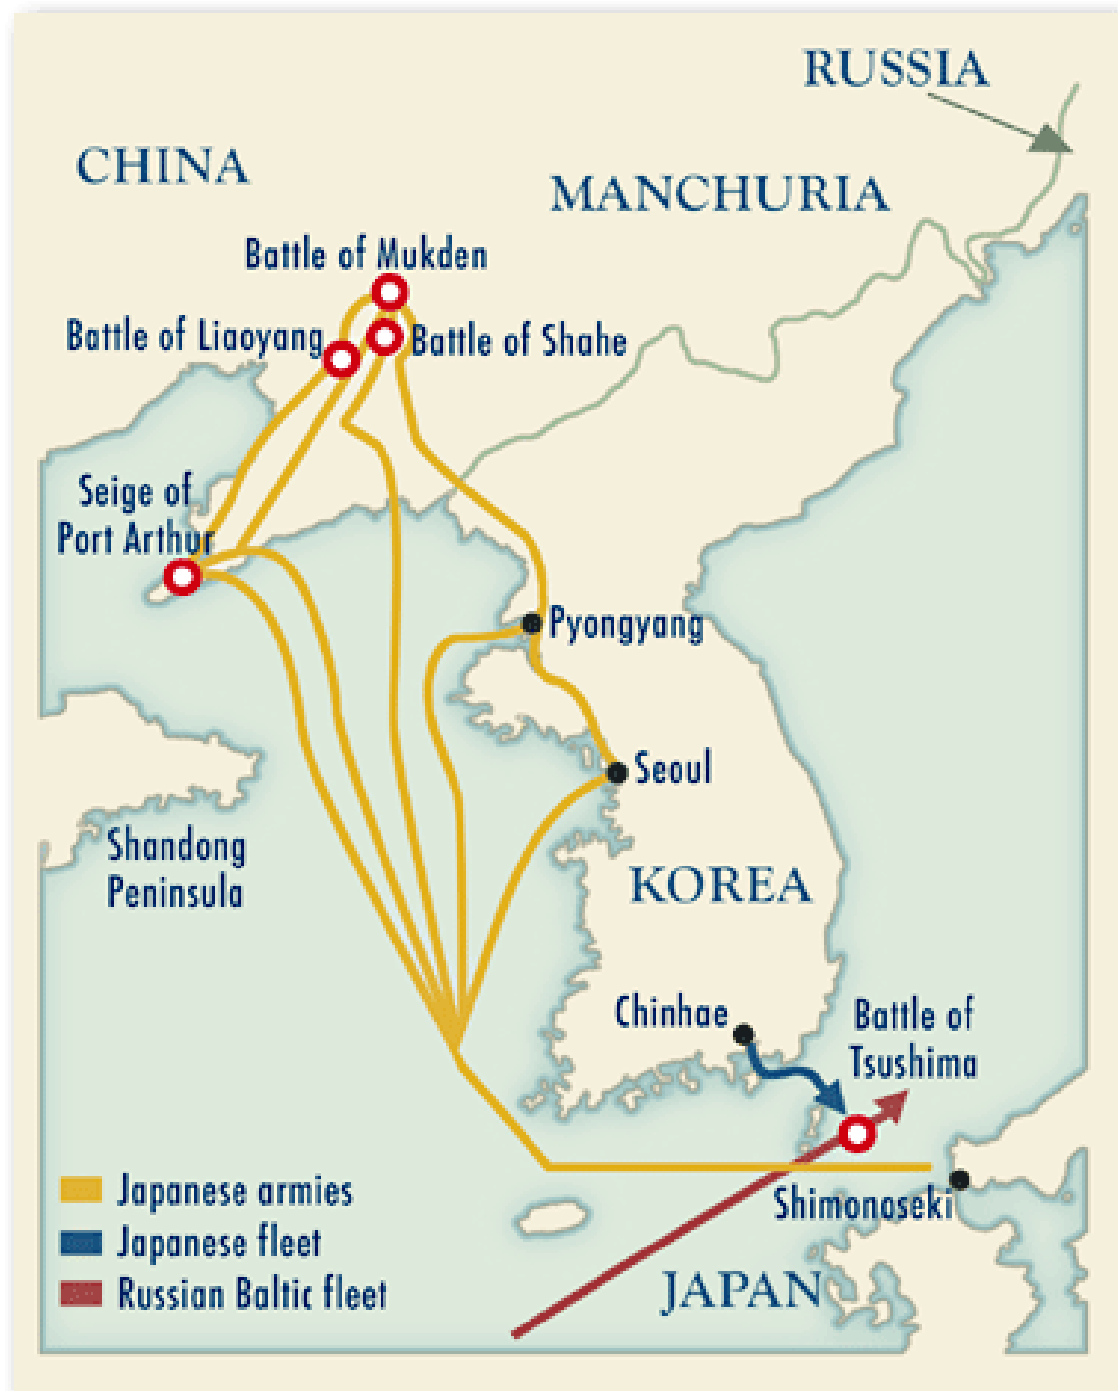 RUSSIA
CHINA
MANCHURIA
Battle of Mukden
Battle of Liaoyang
Battle of Shahe
Seige of
Port Arthur
Pyongyang
Seoul
Shandong
Peninsula
KOREA
Chinhae
Battle of
Tsushima
Japanese armies
Shimonoseki
Japanese fleet
Russian Baltic fleet
JAPAN